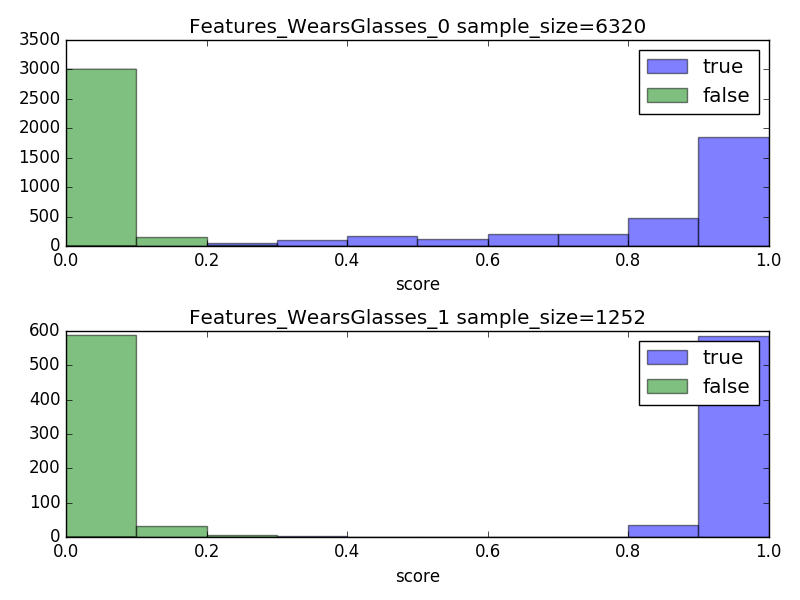 Features_WearsGlasses_0 sample_size=6320
3500
3000
2500
2000
1500
1000
500
0
true
false
0.0 0.2 0.4 0.6 0.8 1.0
score
Features_WearsGlasses_1 sample_size=1252
600
500
400
300
200
100
0
true
false
0.0 0.2 0.4 0.6 0.8 1.0
score